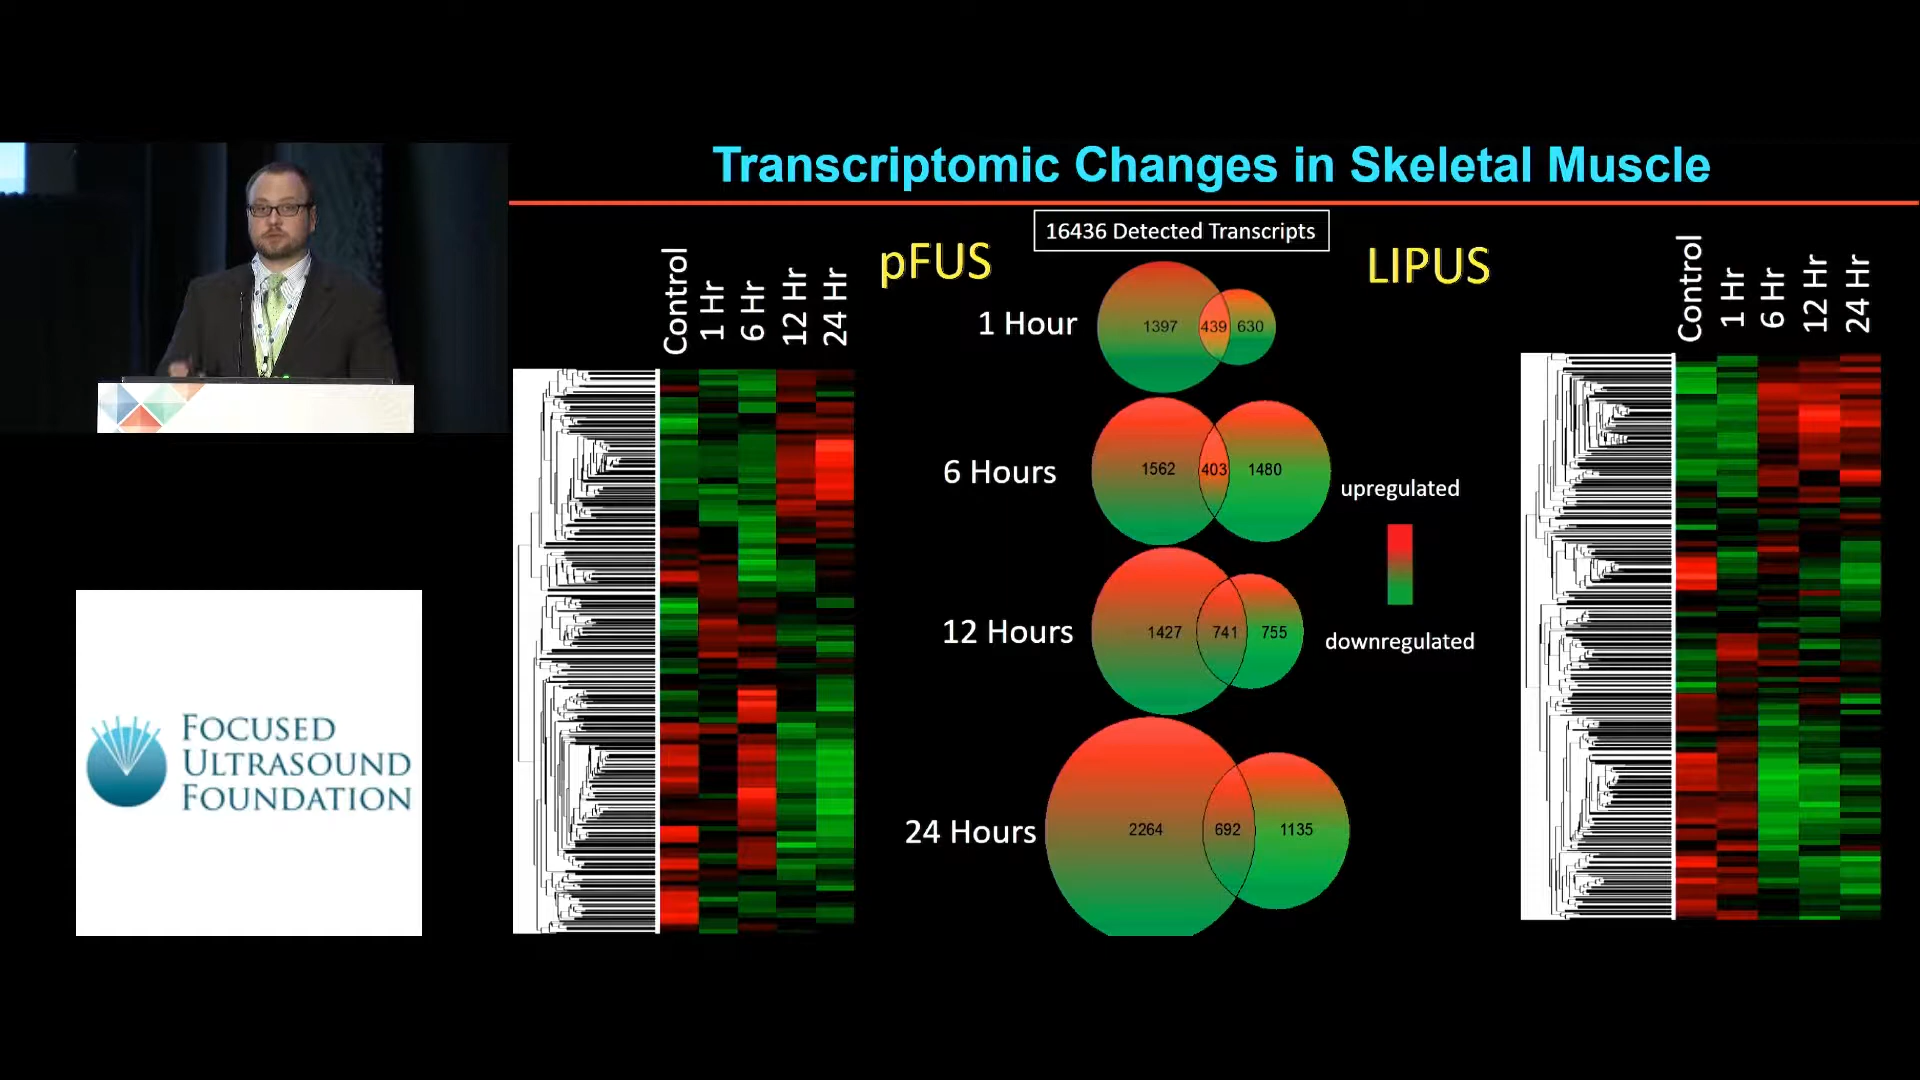 Transcriptomic Changes in Skeletal Muscle
16436 Detected Transcripts
pFUS
LIPUS
Control
1 Hr
6 Hr
12 Hr
24 Hr
1 Hour
1397
439
630
6 Hours
1562
403
1480
12 Hours
1427
741
755
24 Hours
2264
692
1135
upregulated
downregulated
Control
1 Hr
6 Hr
12 Hr
24 Hr
FOCUSED
ULTRASOUND
FOUNDATION